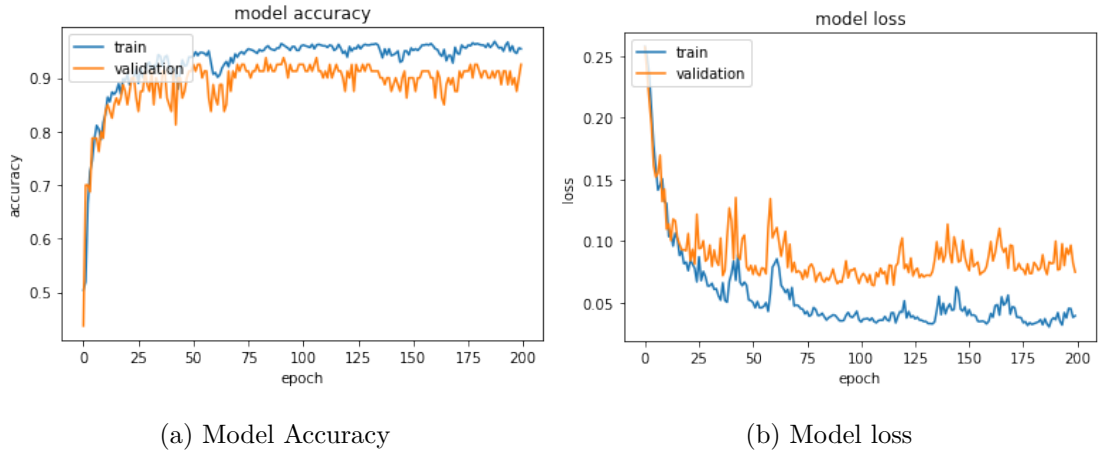 model accuracy
train
validation
0.9
0.8
0.7
0.6
0.5
accuracy
0 25 50 75 100 125 150 175 200
epoch
(a) Model Accuracy
model loss
train
validation
0.25
0.20
0.15
0.10
0.05
loss
0 25 50 75 100 125 150 175 200
epoch
(b) Model loss